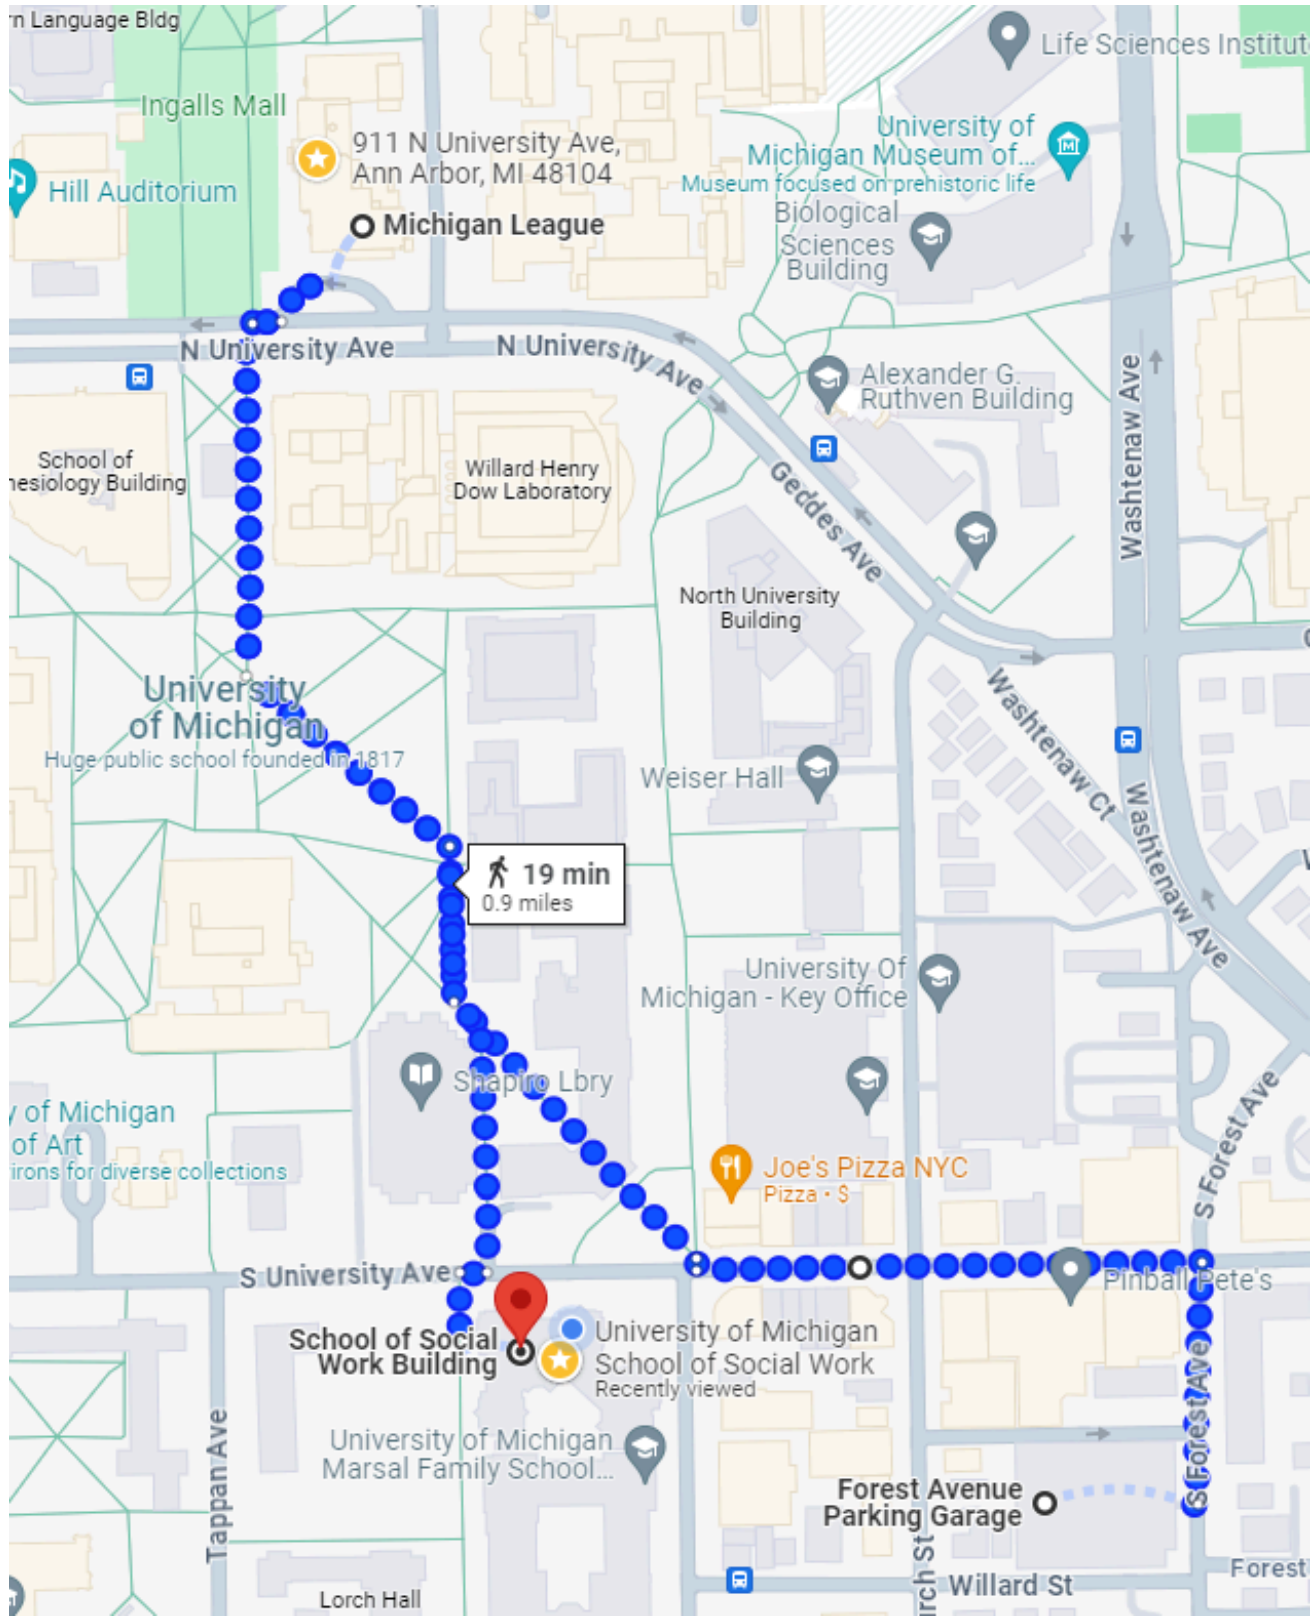 rn Language Bldg
Life Sciences Institut
Ingalls Mall
911 N University Ave,
Ann Arbor, MI 48104
University of
Michigan Museum of...
Museum focused on prehistoric life
Hill Auditorium
Michigan League
Biological
Sciences
Building
N University Ave
N University Ave
Alexander G.
Ruthven Building
Washtenaw Ave
School of
nesiology Building
Willard Henry
Dow Laboratory
Geddes Ave
North University
Building
University
of Michigan
Huge public school founded in 1817
Washtenaw Ct
Weiser Hall
Washtenaw Ave
19 min
0.9 miles
University Of
Michigan - Key Office
Shapiro Lbry
y of Michigan
of Art
irons for diverse collections
S Forest Ave
Joe's Pizza NYC
Pizza • $
S University Ave
Pinball Pete's
School of Social
Work Building
University of Michigan
School of Social Work
Recently viewed
S Forest Ave
University of Michigan
Marsal Family School...
Tappan Ave
Forest Avenue
Parking Garage
urch St
Willard St
Forest
Lorch Hall